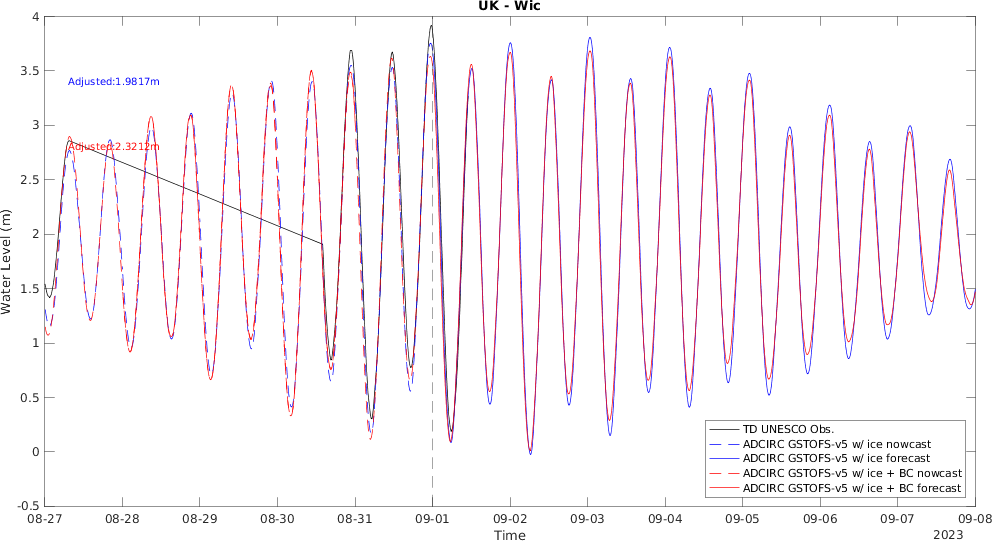 UK - Wic
4
3.5
3
2.5
2
1.5
1
0.5
0
-0.5
Water Level (m)
Adjusted:1.9817m
Adjusted:2.3212m
TD UNESCO Obs.
ADCIRC GSTOFS-v5 w/ ice nowcast
ADCIRC GSTOFS-v5 w/ ice forecast
ADCIRC GSTOFS-v5 w/ ice + BC nowcast
ADCIRC GSTOFS-v5 w/ ice + BC forecast
08-27 08-28 08-29 08-30 08-31 09-01 09-02 09-03 09-04 09-05 09-06 09-07 09-08
Time
2023